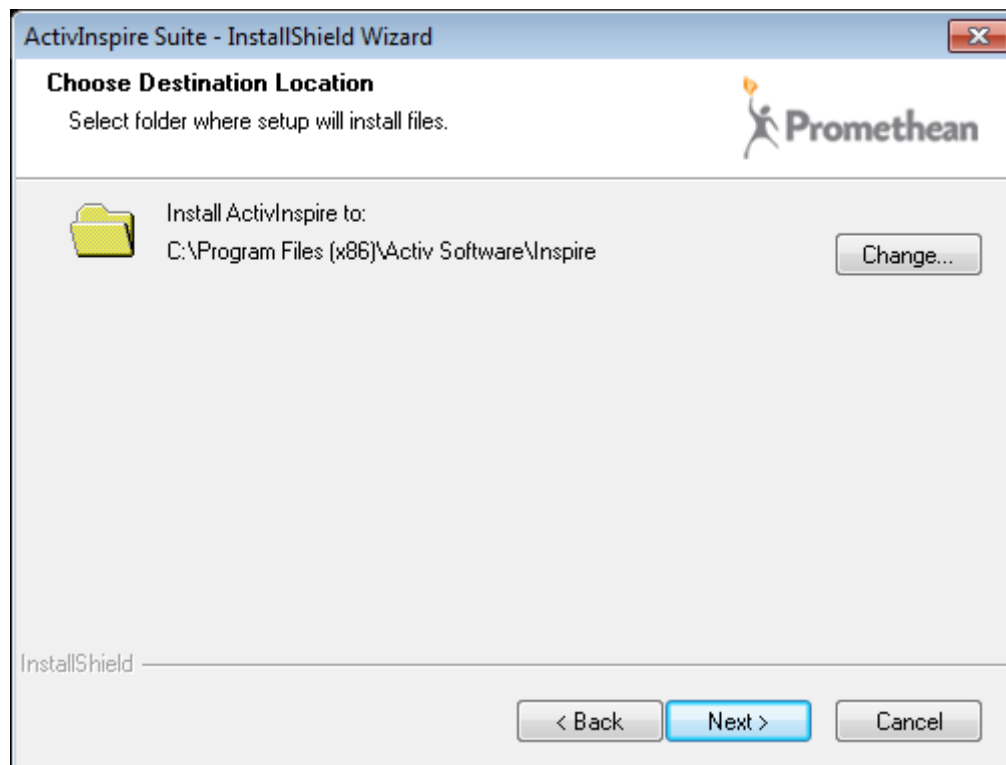 ActivInspire Suite - InstallShield Wizard
Choose Destination Location
Select folder where setup will install files.
Promethean
Install ActivInspire to:
C:\Program Files (x86)\Activ Software\Inspire
Change...
InstallShield
< Back
Next >
Cancel